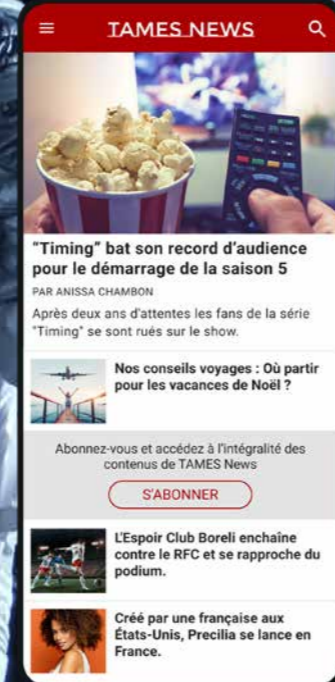 TAMES NEWS
"Timing" bat son record d'audience
pour le démarrage de la saison 5
PAR ANISSA CHAMBON
Après deux ans d'attentes les fans de la série
"Timing" se sont rués sur le show.
Nos conseils voyages : Où partir
pour les vacances de Noël ?
Abonnez-vous et accédez à l'intégralité des
contenus de TAMES News
S'ABONNER
L'Espoir Club Boreli enchaîne
contre le RFC et se rapproche du
podium.
Créé par une française aux
États-Unis, Precilia se lance en
France.